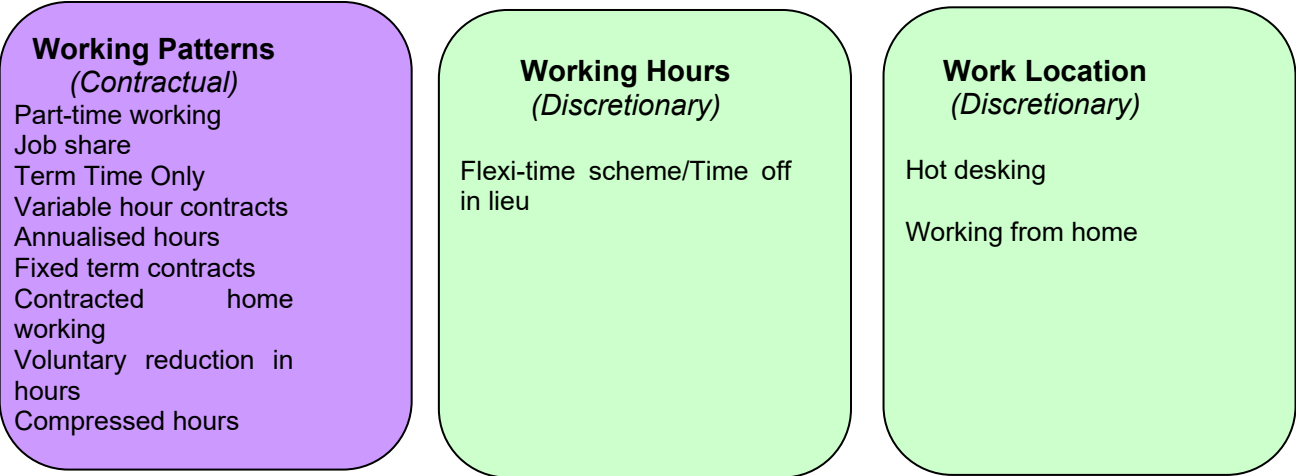 Working Patterns
(Contractual)
Part-time working
Job share
Term Time Only
Variable hour contracts
Annualised hours
Fixed term contracts
Contracted home
working
Voluntary reduction in
hours
Compressed hours
Working Hours
(Discretionary)
Flexi-time scheme/Time off
in lieu
Work Location
(Discretionary)
Hot desking
Working from home